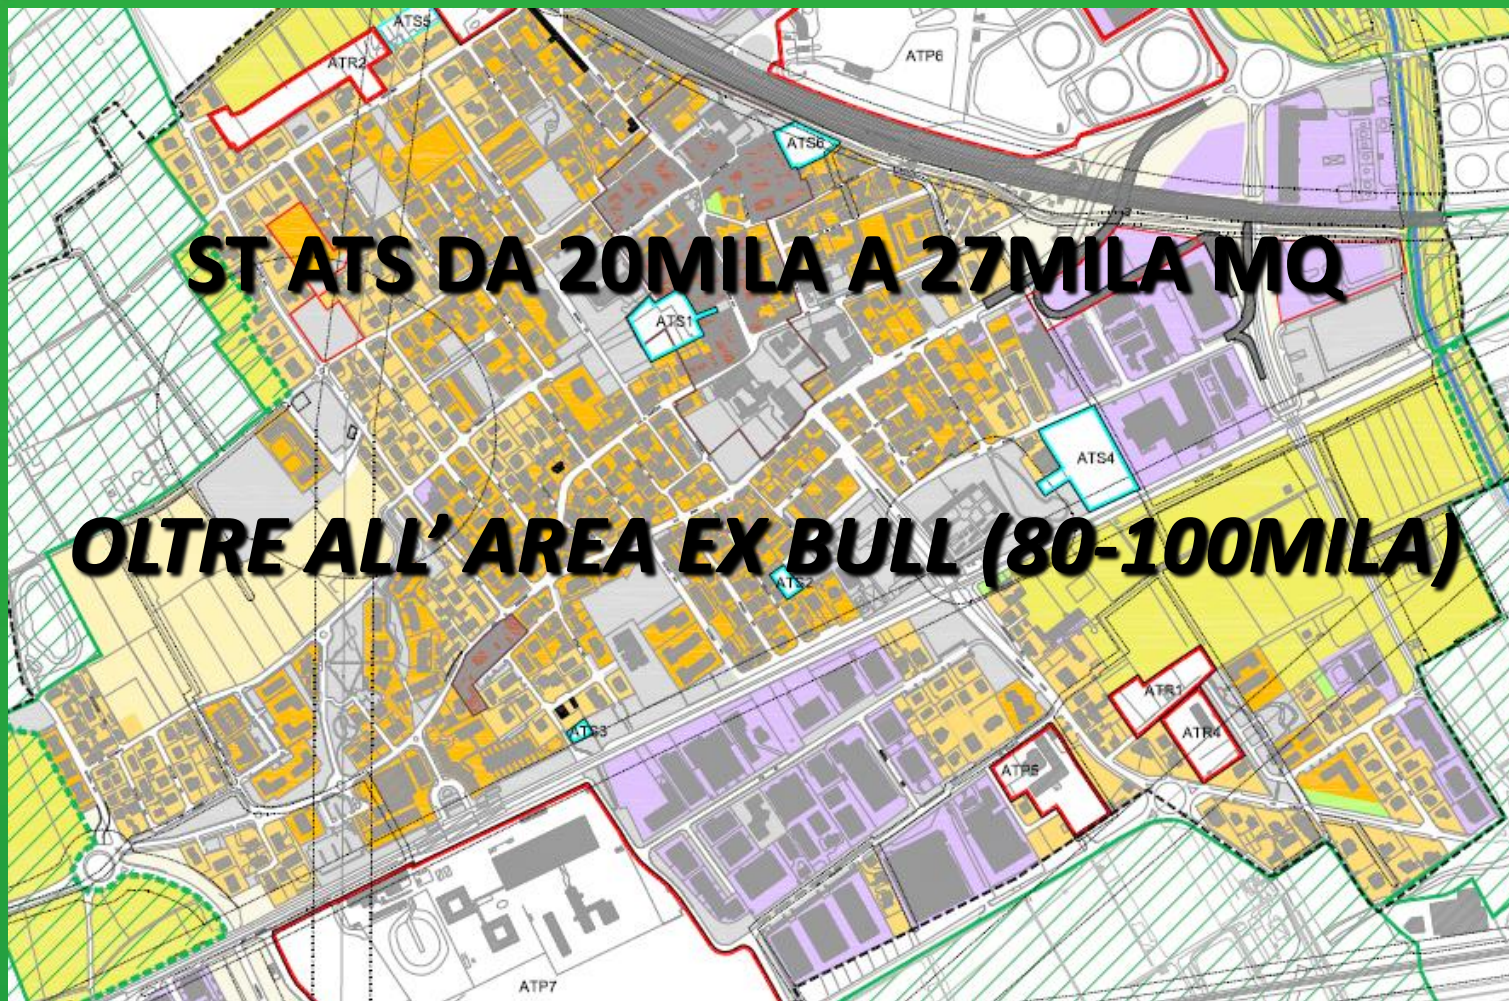 ATS5
ATR2
ATP6
ATS6
ST ATS DA 20MILA A 27MILA MQ
ATS1
ATS4
OLTRE ALL' AREA EX BULL (80-100MILA)
ATS2
ATR1
ATS3
ATR4
ATP5
ATP7